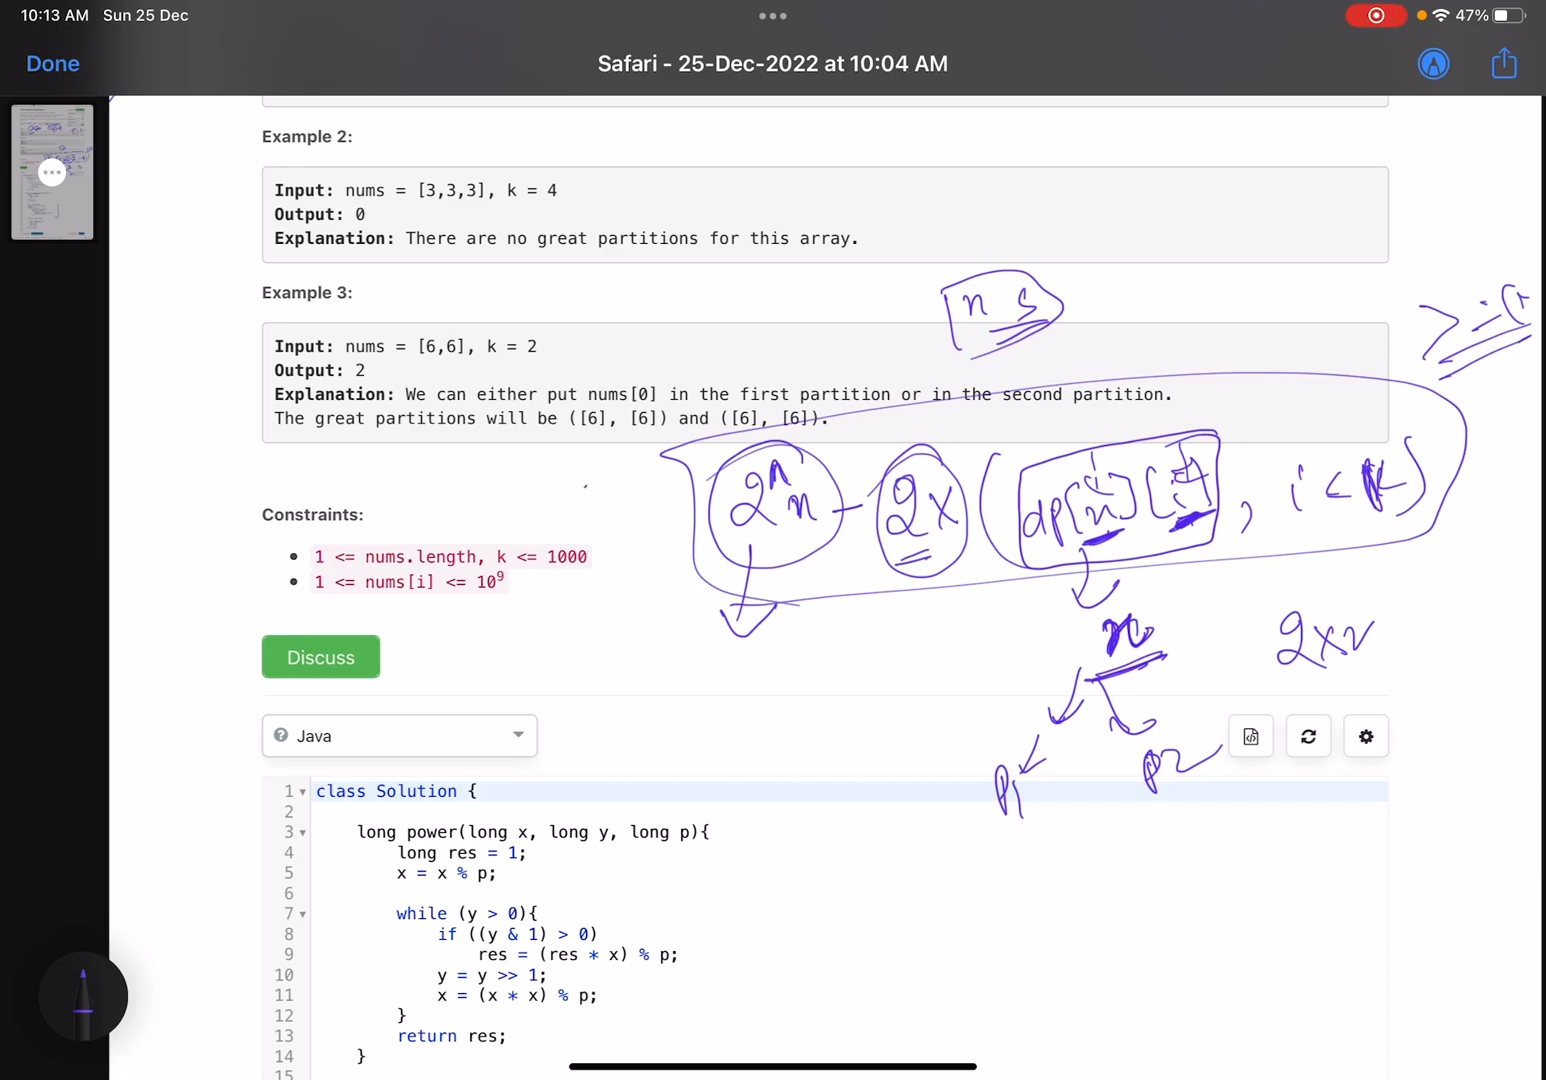 10:13 AM Sun 25 Dec
47%
Done
Safari - 25-Dec-2022 at 10:04 AM
Example 2:
Input: nums = [3,3,3], k = 4
Output: 0
Explanation: There are no great partitions for this array.
Example 3:
n s
Input: nums = [6,6], k = 2
Output: 2
Explanation: We can either put nums[0] in the first partition or in the second partition.
The great partitions will be ([6], [6]) and ([6], [6]).
Constraints:
1 <= nums.length, k <= 1000
1 <= nums[i] <= 10⁹
Discuss
Java
P1
P2
1 class Solution {
2
3 long power(long x, long y, long p){
4 long res = 1;
5 x = x % p;
6
7 while (y > 0){
8 if ((y & 1) > 0)
9 res = (res * x) % p;
10 y = y >> 1;
11 x = (x * x) % p;
12 }
13 return res;
14 }
15